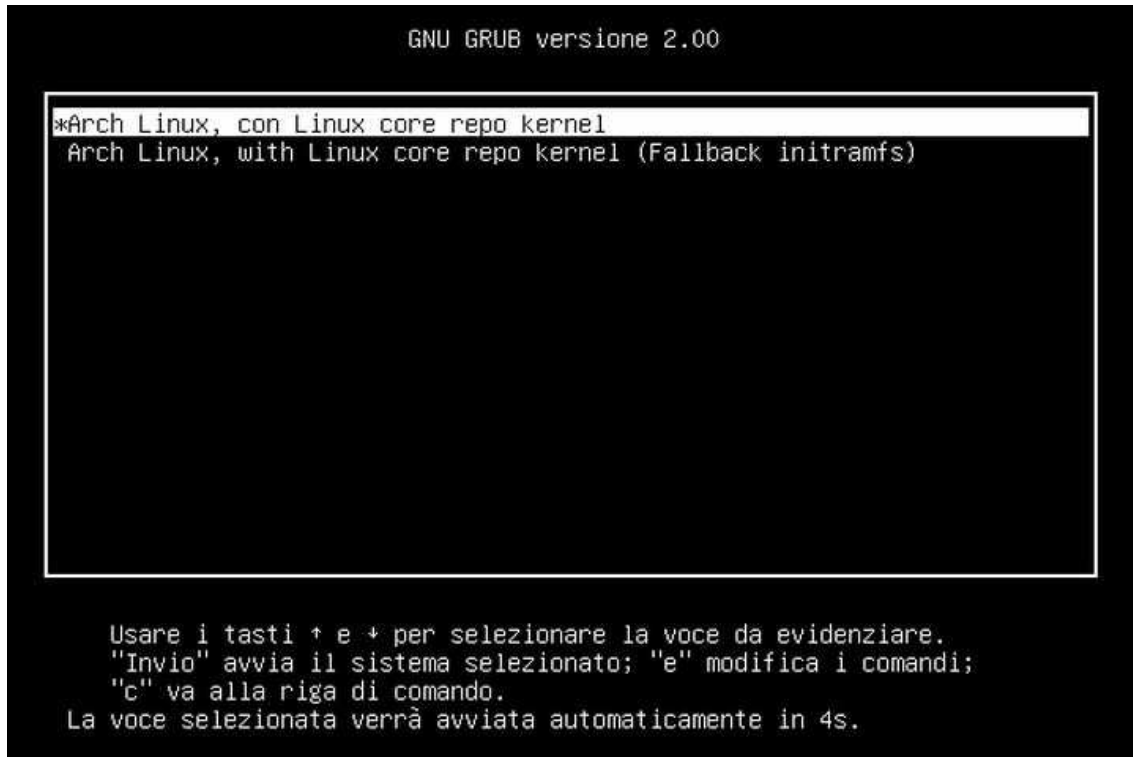 GNU GRUB versione 2.00
*Arch Linux, con Linux core repo kernel
Arch Linux, with Linux core repo kernel (Fallback initramfs)
Usare i tasti ↑ e ↓ per selezionare la voce da evidenziare.
"Invio" avvia il sistema selezionato; "e" modifica i comandi;
"c" va alla riga di comando.
La voce selezionata verrà avviata automaticamente in 4s.